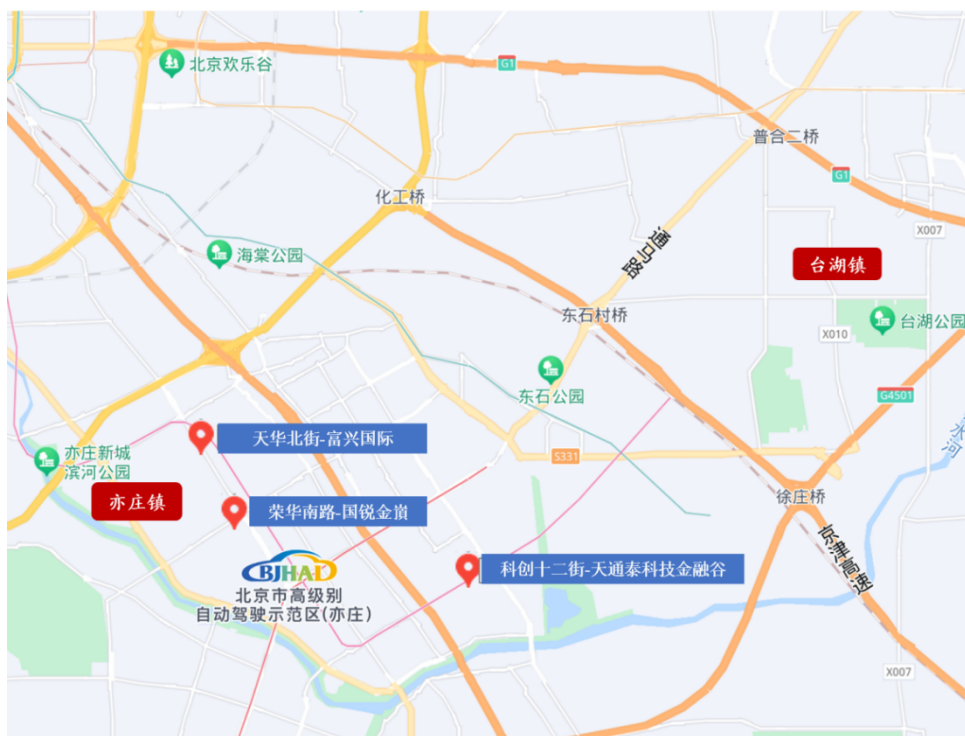 北京欢乐谷
G1
普合二桥
G1
化工桥
X007
通马路
海棠公园
台湖镇
东石村桥
台湖公园
X010
东石公园
G4501
天华北街-富兴国际
亦庄新城
滨河公园
S331
凉水河
亦庄镇
徐庄桥
荣华南路-国锐金嵿
京津高速
科创十二街-天通泰科技金融谷
BJHAD
北京市高级别
自动驾驶示范区(亦庄)
X007